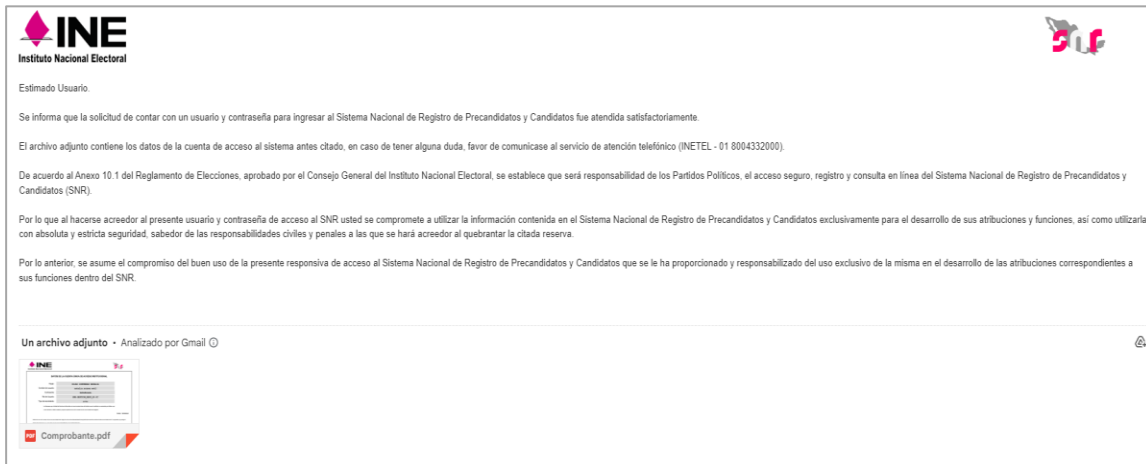 INE
Instituto Nacional Electoral
snr
Estimado Usuario.
Se informa que la solicitud de contar con un usuario y contraseña para ingresar al Sistema Nacional de Registro de Precandidatos y Candidatos fue atendida satisfactoriamente.
El archivo adjunto contiene los datos de la cuenta de acceso al sistema antes citado, en caso de tener alguna duda, favor de comunicase al servicio de atención telefónico (INETEL - 01 8004332000).
De acuerdo al Anexo 10.1 del Reglamento de Elecciones, aprobado por el Consejo General del Instituto Nacional Electoral, se establece que será responsabilidad de los Partidos Políticos, el acceso seguro, registro y consulta en línea del Sistema Nacional de Registro de Precandidatos y
Candidatos (SNR).
Por lo que al hacerse acreedor al presente usuario y contraseña de acceso al SNR usted se compromete a utilizar la información contenida en el Sistema Nacional de Registro de Precandidatos y Candidatos exclusivamente para el desarrollo de sus atribuciones y funciones, así como utilizarla
con absoluta y estricta seguridad, sabedor de las responsabilidades civiles y penales a las que se hará acreedor al quebrantar la citada reserva.
Por lo anterior, se asume el compromiso del buen uso de la presente responsiva de acceso al Sistema Nacional de Registro de Precandidatos y Candidatos que se le ha proporcionado y responsabilizado del uso exclusivo de la misma en el desarrollo de las atribuciones correspondientes a
sus funciones dentro del SNR.
Un archivo adjunto • Analizado por Gmail
INE
PDF Comprobante.pdf